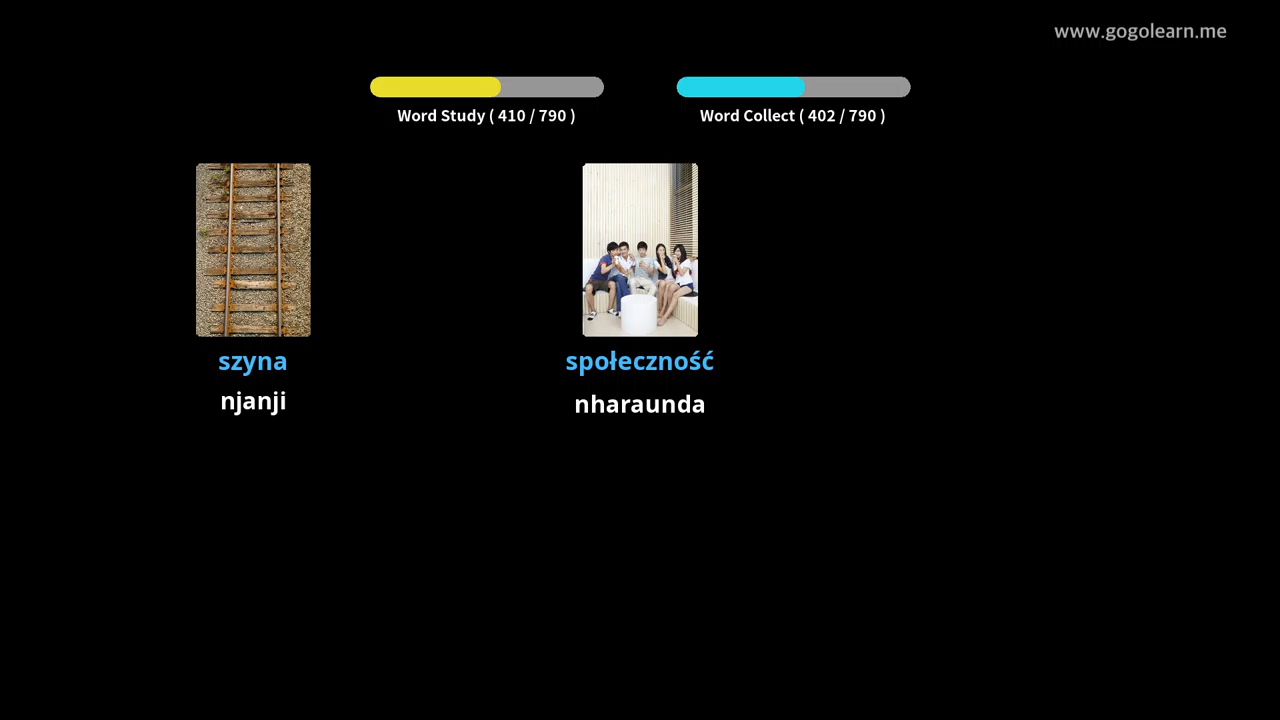 www.gogolearn.me
Word Study ( 410 / 790 )
Word Collect ( 402 / 790 )
szyna
njanji
społeczność
nharaunda